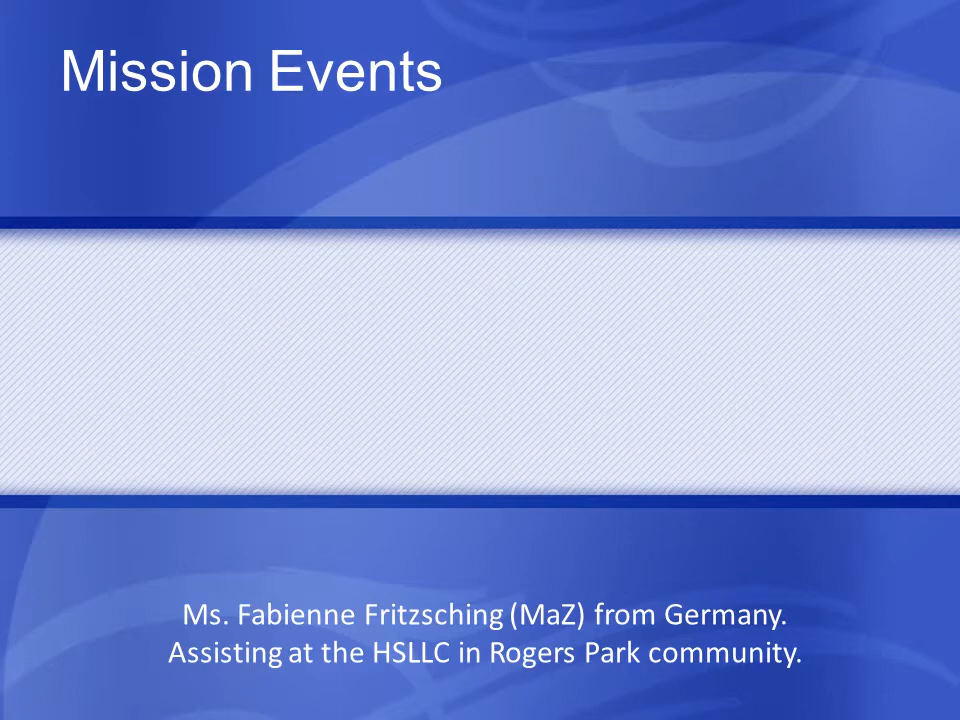 Mission Events
Ms. Fabienne Fritzsching (MaZ) from Germany.
Assisting at the HSLLC in Rogers Park community.